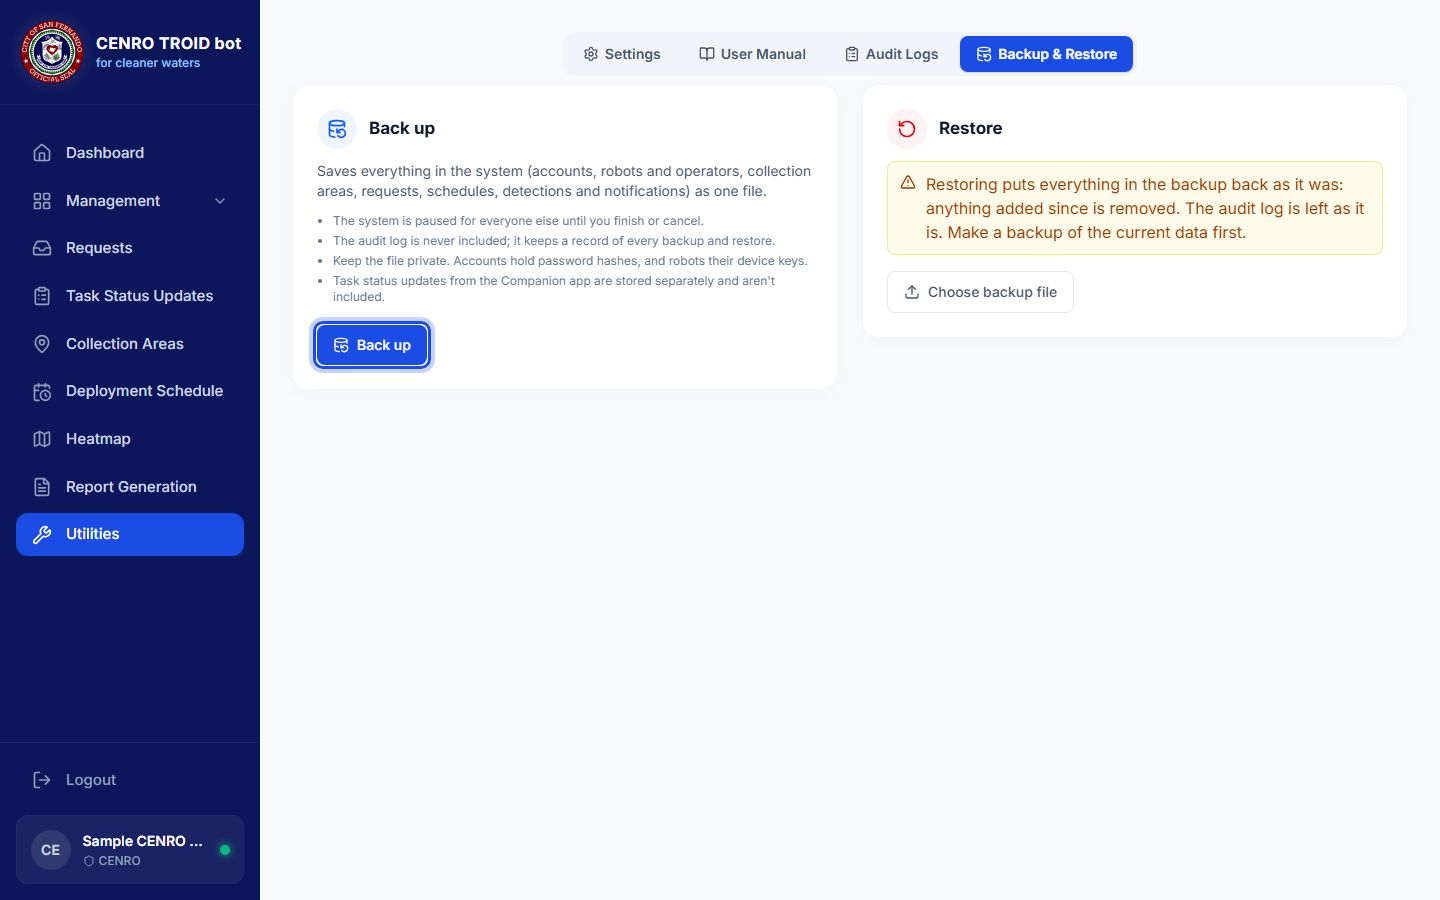 CITY OF SAN FERNANDO
OFFICIAL SEAL
CENRO TROID bot
for cleaner waters
Dashboard
Management
Requests
Task Status Updates
Collection Areas
Deployment Schedule
Heatmap
Report Generation
Utilities
Logout
CE
Sample CENRO ...
CENRO
Settings
User Manual
Audit Logs
Backup & Restore
Back up
Saves everything in the system (accounts, robots and operators, collection
areas, requests, schedules, detections and notifications) as one file.
• The system is paused for everyone else until you finish or cancel.
• The audit log is never included; it keeps a record of every backup and restore.
• Keep the file private. Accounts hold password hashes, and robots their device keys.
• Task status updates from the Companion app are stored separately and aren't
included.
Back up
Restore
Restoring puts everything in the backup back as it was:
anything added since is removed. The audit log is left as it
is. Make a backup of the current data first.
Choose backup file